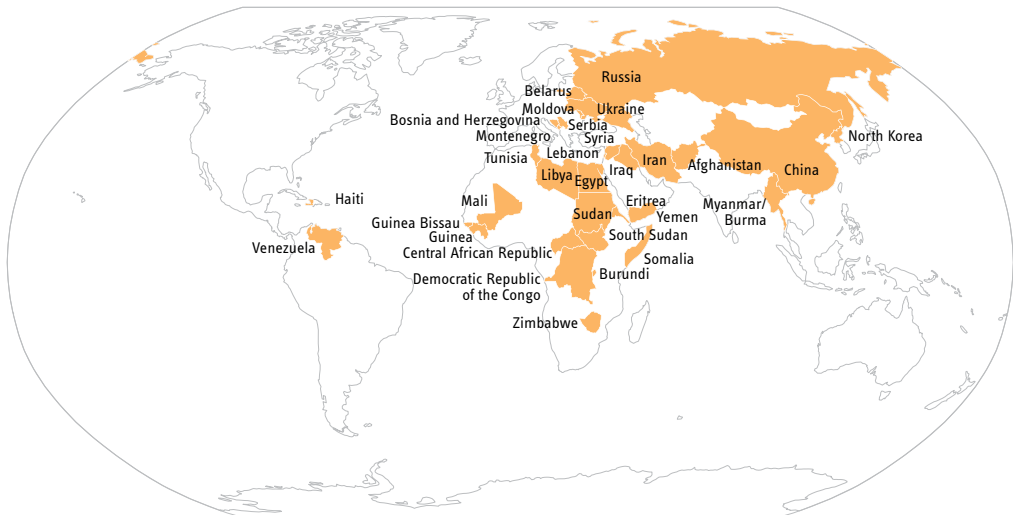 Russia
Belarus
Moldova
Ukraine
Bosnia and Herzegovina
Serbia
Montenegro
Syria
North Korea
Tunisia
Lebanon
Iran
Afghanistan
China
Libya
Egypt
Iraq
Haiti
Mali
Eritrea
Myanmar/
Burma
Sudan
Yemen
Guinea Bissau
Guinea
South Sudan
Venezuela
Central African Republic
Somalia
Democratic Republic
of the Congo
Burundi
Zimbabwe